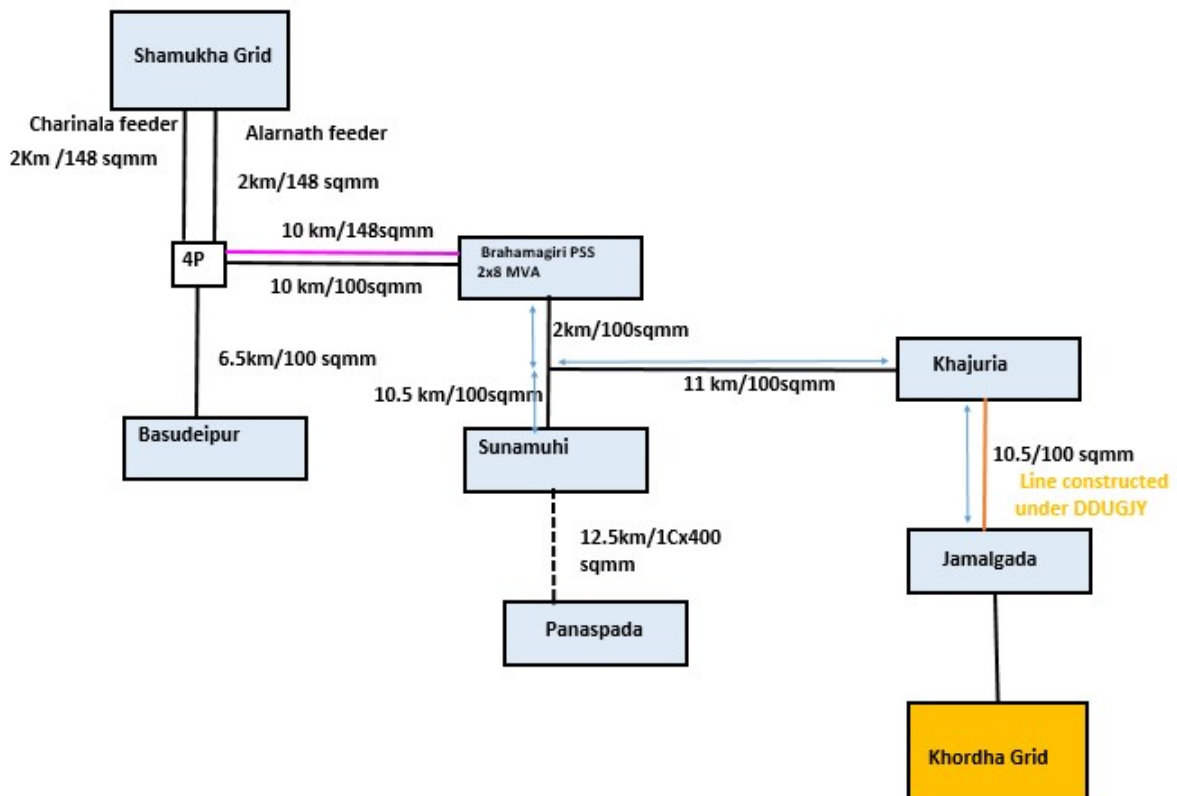 Shamukha Grid
Charinala feeder
2Km /148 sqmm
Alarnath feeder
2km/148 sqmm
10 km/148sqmm
4P
10 km/100sqmm
Brahamagiri PSS
2x8 MVA
2km/100sqmm
6.5km/100 sqmm
11 km/100sqmm
Khajuria
10.5 km/100sqmm
Basudeipur
Sunamuhi
10.5/100 sqmm
Line constructed
under DDUGJY
12.5km/1Cx400
sqmm
Jamalgada
Panaspada
Khordha Grid